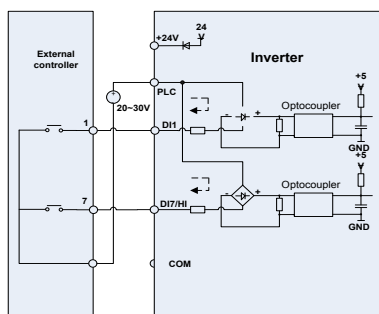 External
controller
+24V
24
V
Inverter
PLC
20~30V
+5
V
Optocoupler
1
DI1
- +
GND
+5
V
Optocoupler
7
DI7/HI
- +
GND
COM